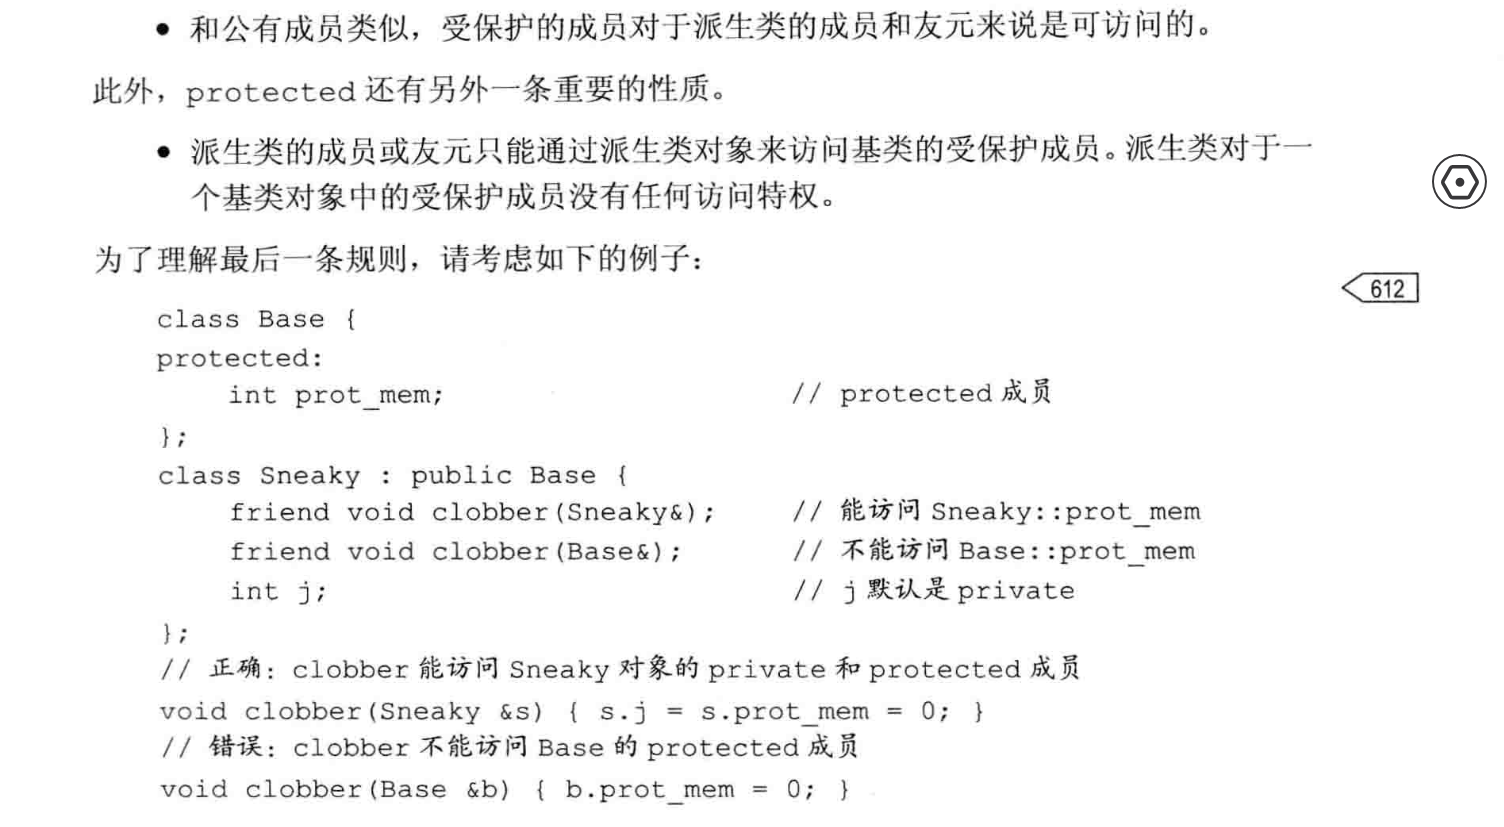 • 和公有成员类似，受保护的成员对于派生类的成员和友元来说是可访问的。
此外，protected 还有另外一条重要的性质。
• 派生类的成员或友元只能通过派生类对象来访问基类的受保护成员。派生类对于一
个基类对象中的受保护成员没有任何访问特权。
为了理解最后一条规则，请考虑如下的例子：
612
class Base {
protected:
    int prot_mem;    // protected 成员
};
class Sneaky : public Base {
    friend void clobber(Sneaky&);    // 能访问 Sneaky::prot_mem
    friend void clobber(Base&);    // 不能访问 Base::prot_mem
    int j;    // j 默认是 private
};
// 正确：clobber 能访问 Sneaky 对象的 private 和 protected 成员
void clobber(Sneaky &s) { s.j = s.prot_mem = 0; }
// 错误：clobber 不能访问 Base 的 protected 成员
void clobber(Base &b) { b.prot_mem = 0; }